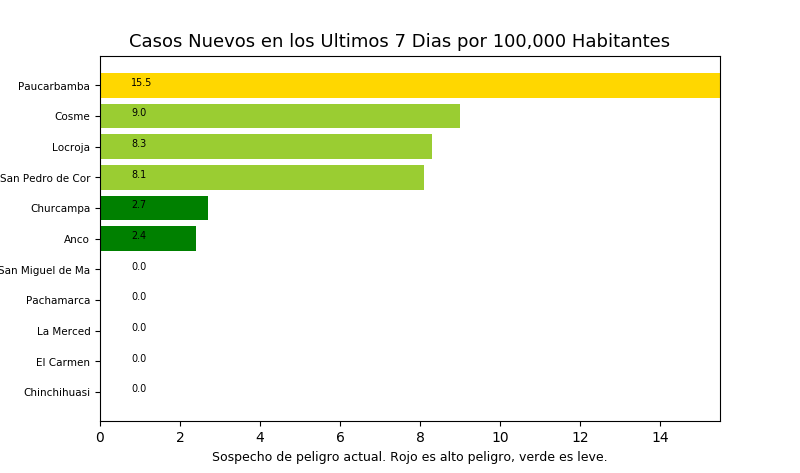 Casos Nuevos en los Ultimos 7 Dias por 100,000 Habitantes
Paucarbamba 15.5
Cosme 9.0
Locroja 8.3
San Pedro de Cor 8.1
Churcampa 2.7
Anco 2.4
San Miguel de Ma 0.0
Pachamarca 0.0
La Merced 0.0
El Carmen 0.0
Chinchihuasi 0.0
0 2 4 6 8 10 12 14
Sospecho de peligro actual. Rojo es alto peligro, verde es leve.